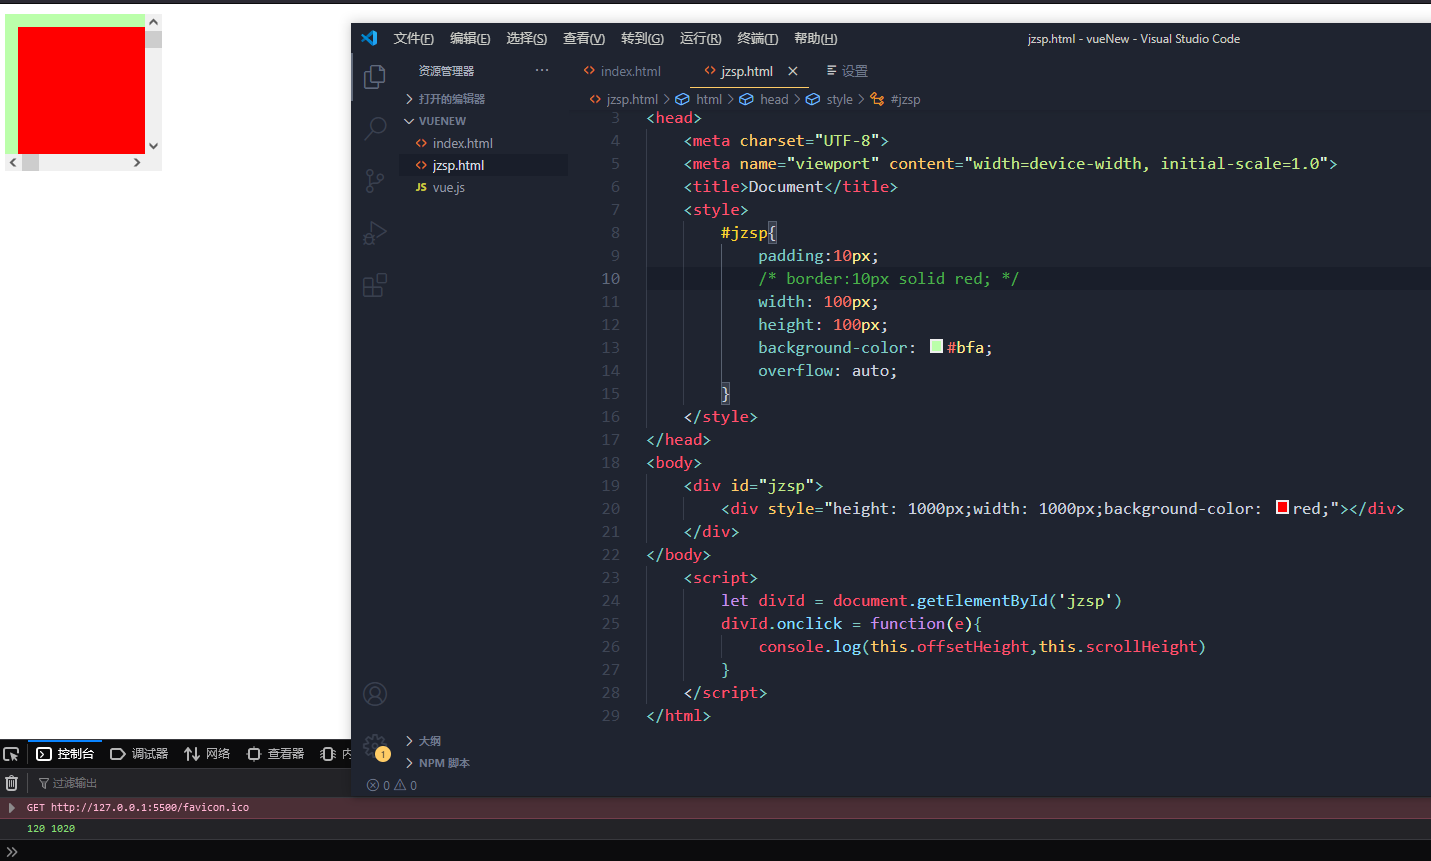 文件(F) 编辑(E) 选择(S) 查看(V) 转到(G) 运行(R) 终端(T) 帮助(H)
jzsp.html - vueNew - Visual Studio Code
资源管理器 ···
打开的编辑器
VUENEW
index.html
jzsp.html
JS vue.js
index.html jzsp.html 设置
jzsp.html > html > head > style > #jzsp
3 <head>
4 <meta charset="UTF-8">
5 <meta name="viewport" content="width=device-width, initial-scale=1.0">
6 <title>Document</title>
7 <style>
8 #jzsp{
9 padding:10px;
10 /* border:10px solid red; */
11 width: 100px;
12 height: 100px;
13 background-color: #bfa;
14 overflow: auto;
15 }
16 </style>
17 </head>
18 <body>
19 <div id="jzsp">
20 <div style="height: 1000px;width: 1000px;background-color: red;"></div>
21 </div>
22 </body>
23 <script>
24 let divId = document.getElementById('jzsp')
25 divId.onclick = function(e){
26 console.log(this.offsetHeight,this.scrollHeight)
27 }
28 </script>
29 </html>
大纲
NPM 脚本
1
0 0
控制台 调试器 网络 查看器 内
过滤输出
GET http://127.0.0.1:5500/favicon.ico
120 1020